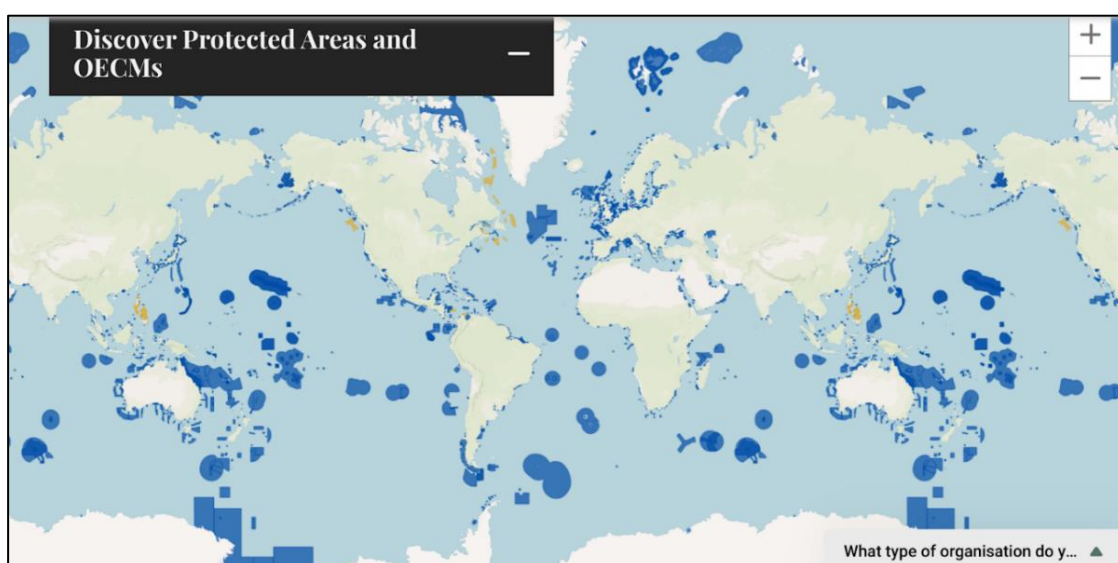 Discover Protected Areas and
OECMs
What type of organisation do y...